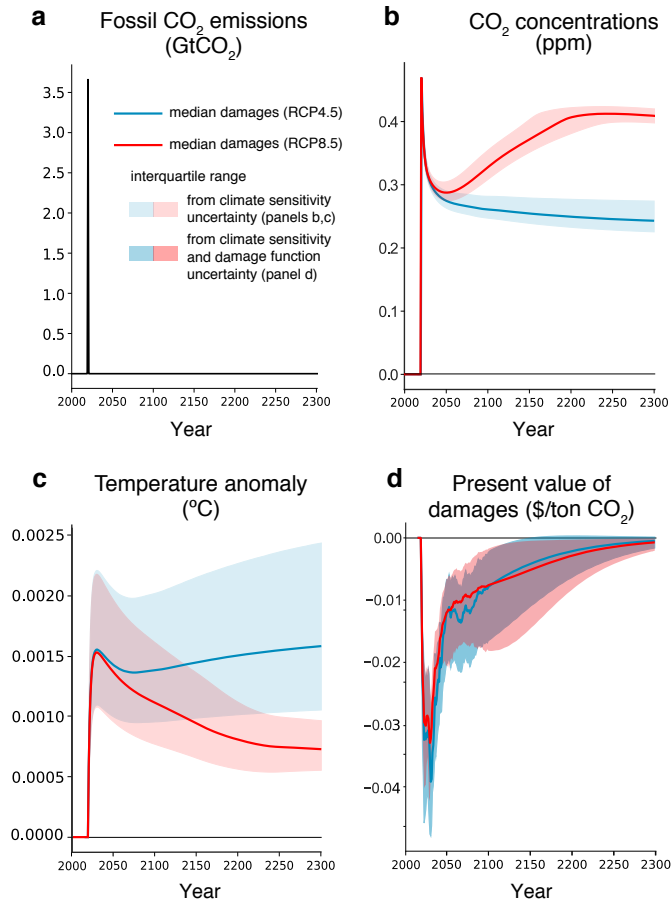 a
Fossil CO₂ emissions
(GtCO₂)
3.5
3.0
2.5
2.0
1.5
1.0
0.5
0.0
median damages (RCP4.5)
median damages (RCP8.5)
interquartile range
from climate sensitivity
uncertainty (panels b,c)
from climate sensitivity
and damage function
uncertainty (panel d)
2000 2050 2100 2150 2200 2250 2300
Year
b
CO₂ concentrations
(ppm)
0.4
0.3
0.2
0.1
0.0
2000 2050 2100 2150 2200 2250 2300
Year
c
Temperature anomaly
(ºC)
0.0025
0.0020
0.0015
0.0010
0.0005
0.0000
2000 2050 2100 2150 2200 2250 2300
Year
d
Present value of
damages ($/ton CO₂)
0.00
−0.01
−0.02
−0.03
−0.04
2000 2050 2100 2150 2200 2250 2300
Year